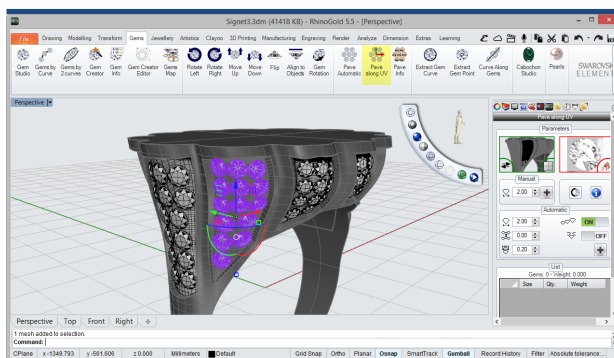 Signet3.3dm (41418 KB) - RhinoGold 5.5 - [Perspective]
File Drawing Modelling Transform Gems Jewellery Artistica Clayoo 3D Printing Manufacturing Engraving Render Analyze Dimension Extras Learning
Gem Studio
Gems by Curve
Gems by 2 curves
Gem Creator
Gem Info
Gem Creator Editor
Gems Map
Rotate Left
Rotate Right
Move Up
Move Down
Flip
Align to Objects
Gem Rotation
Pave Automatic
Pave along UV
Pave Info
Extract Gem Curve
Extract Gem Point
Curve Along Gems
Cabochon Studio
Pearls
SWAROVSK
ELEMENT
Perspective
Pave along UV
Parameters
Manual
2.00
Automatic
2.00 ON
0.00 OFF
0.20
List
Gems: 0 - Weight: 0.000
Size Qty. Weight
Perspective Top Front Right
1 mesh added to selection.
Command:
CPlane x -1349.793 y -561.606 z 0.000 Millimeters Default Grid Snap Ortho Planar Osnap SmartTrack Gumball Record History Filter Absolute tolerance:...